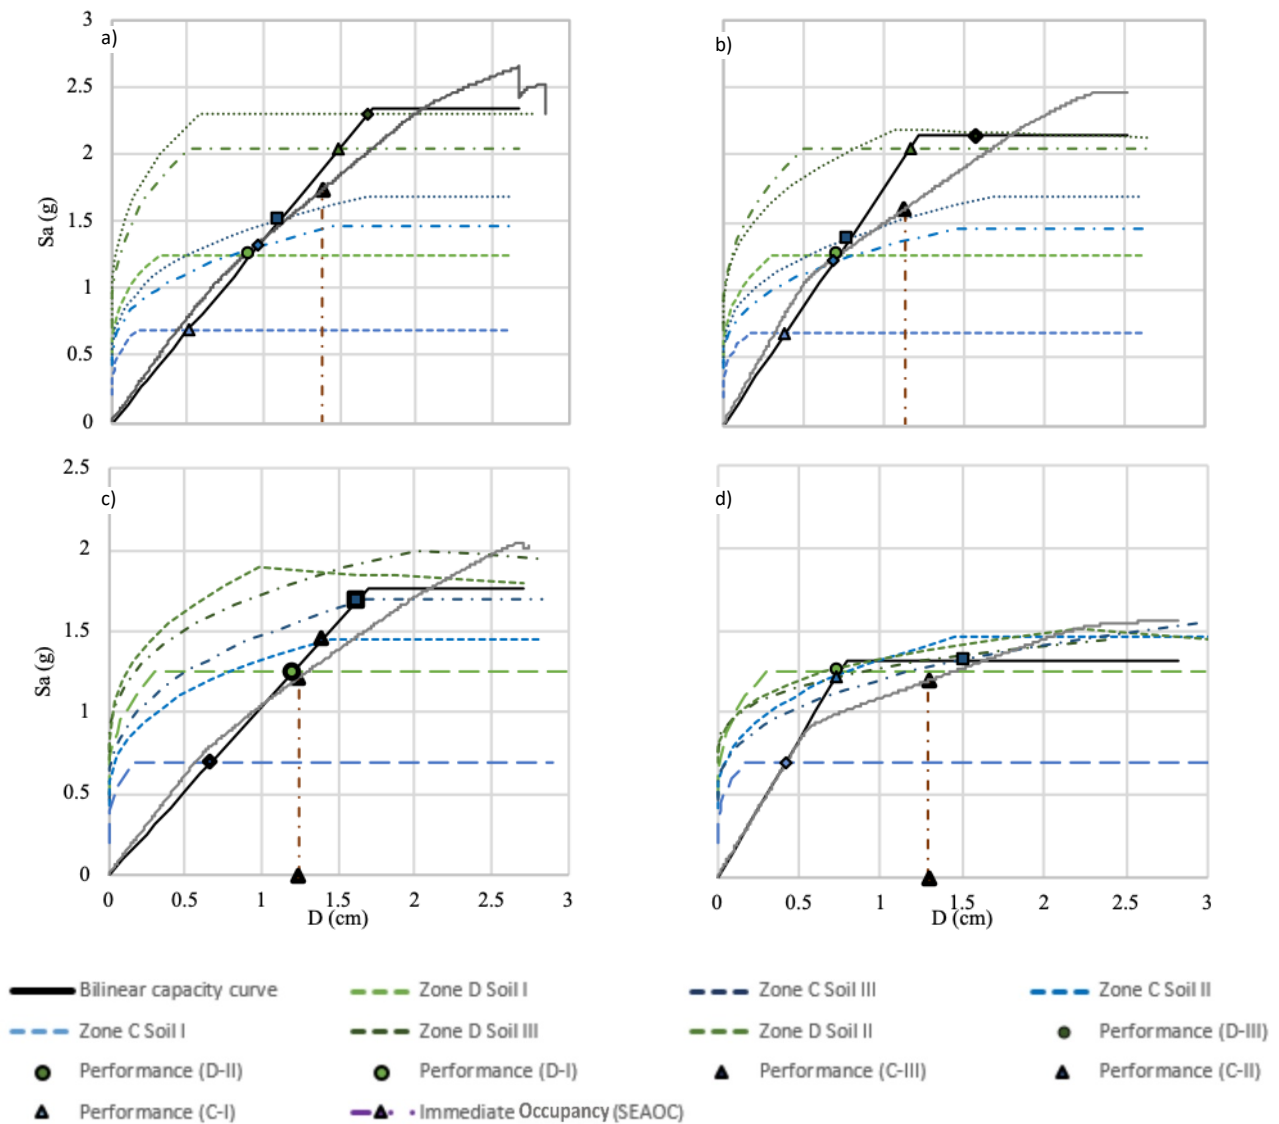 3
a)
b)
2.5
2
Sa (g)
1.5
1
0.5
0
2.5
c)
d)
2
Sa (g)
1.5
1
0.5
0
0 0.5 1 1.5 2 2.5 3
D (cm)
0 0.5 1 1.5 2 2.5 3
D (cm)
Bilinear capacity curve Zone D Soil I Zone C Soil III Zone C Soil II
Zone C Soil I Zone D Soil III Zone D Soil II Performance (D-III)
Performance (D-II) Performance (D-I) Performance (C-III) Performance (C-II)
Performance (C-I) Immediate Occupancy (SEAOC)